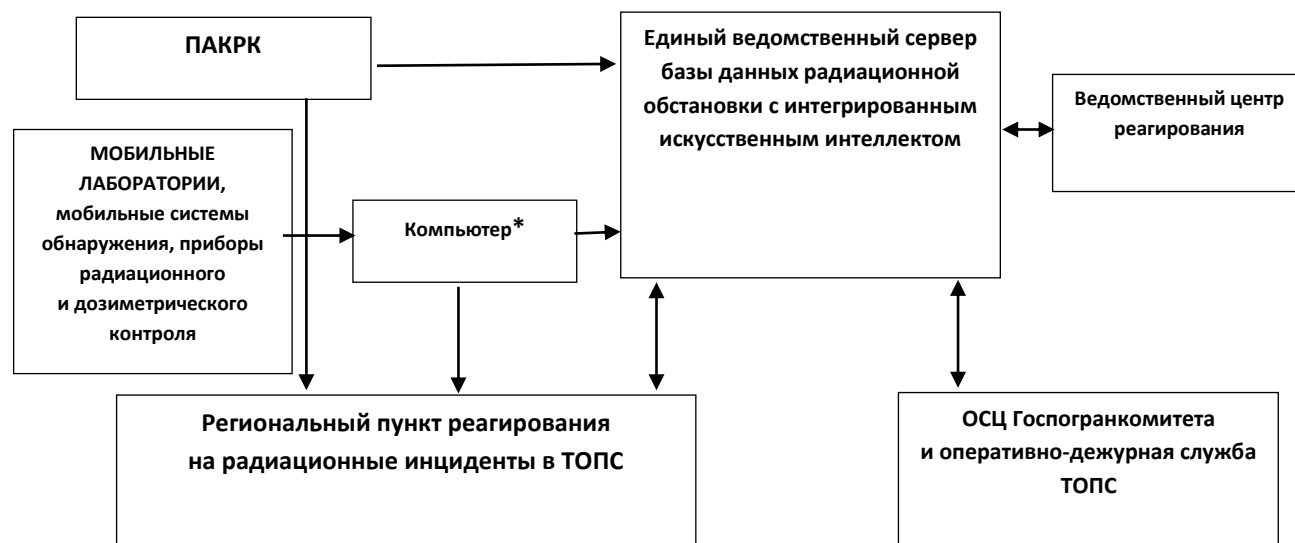 ПАКРК
Единый ведомственный сервер
базы данных радиационной
обстановки с интегрированным
искусственным интеллектом
Ведомственный центр
реагирования
МОБИЛЬНЫЕ
ЛАБОРАТОРИИ,
мобильные системы
обнаружения, приборы
радиационного
и дозиметрического
контроля
Компьютер*
Региональный пункт реагирования
на радиационные инциденты в ТОПС
ОСЦ Госпогранкомитета
и оперативно-дежурная служба
ТОПС